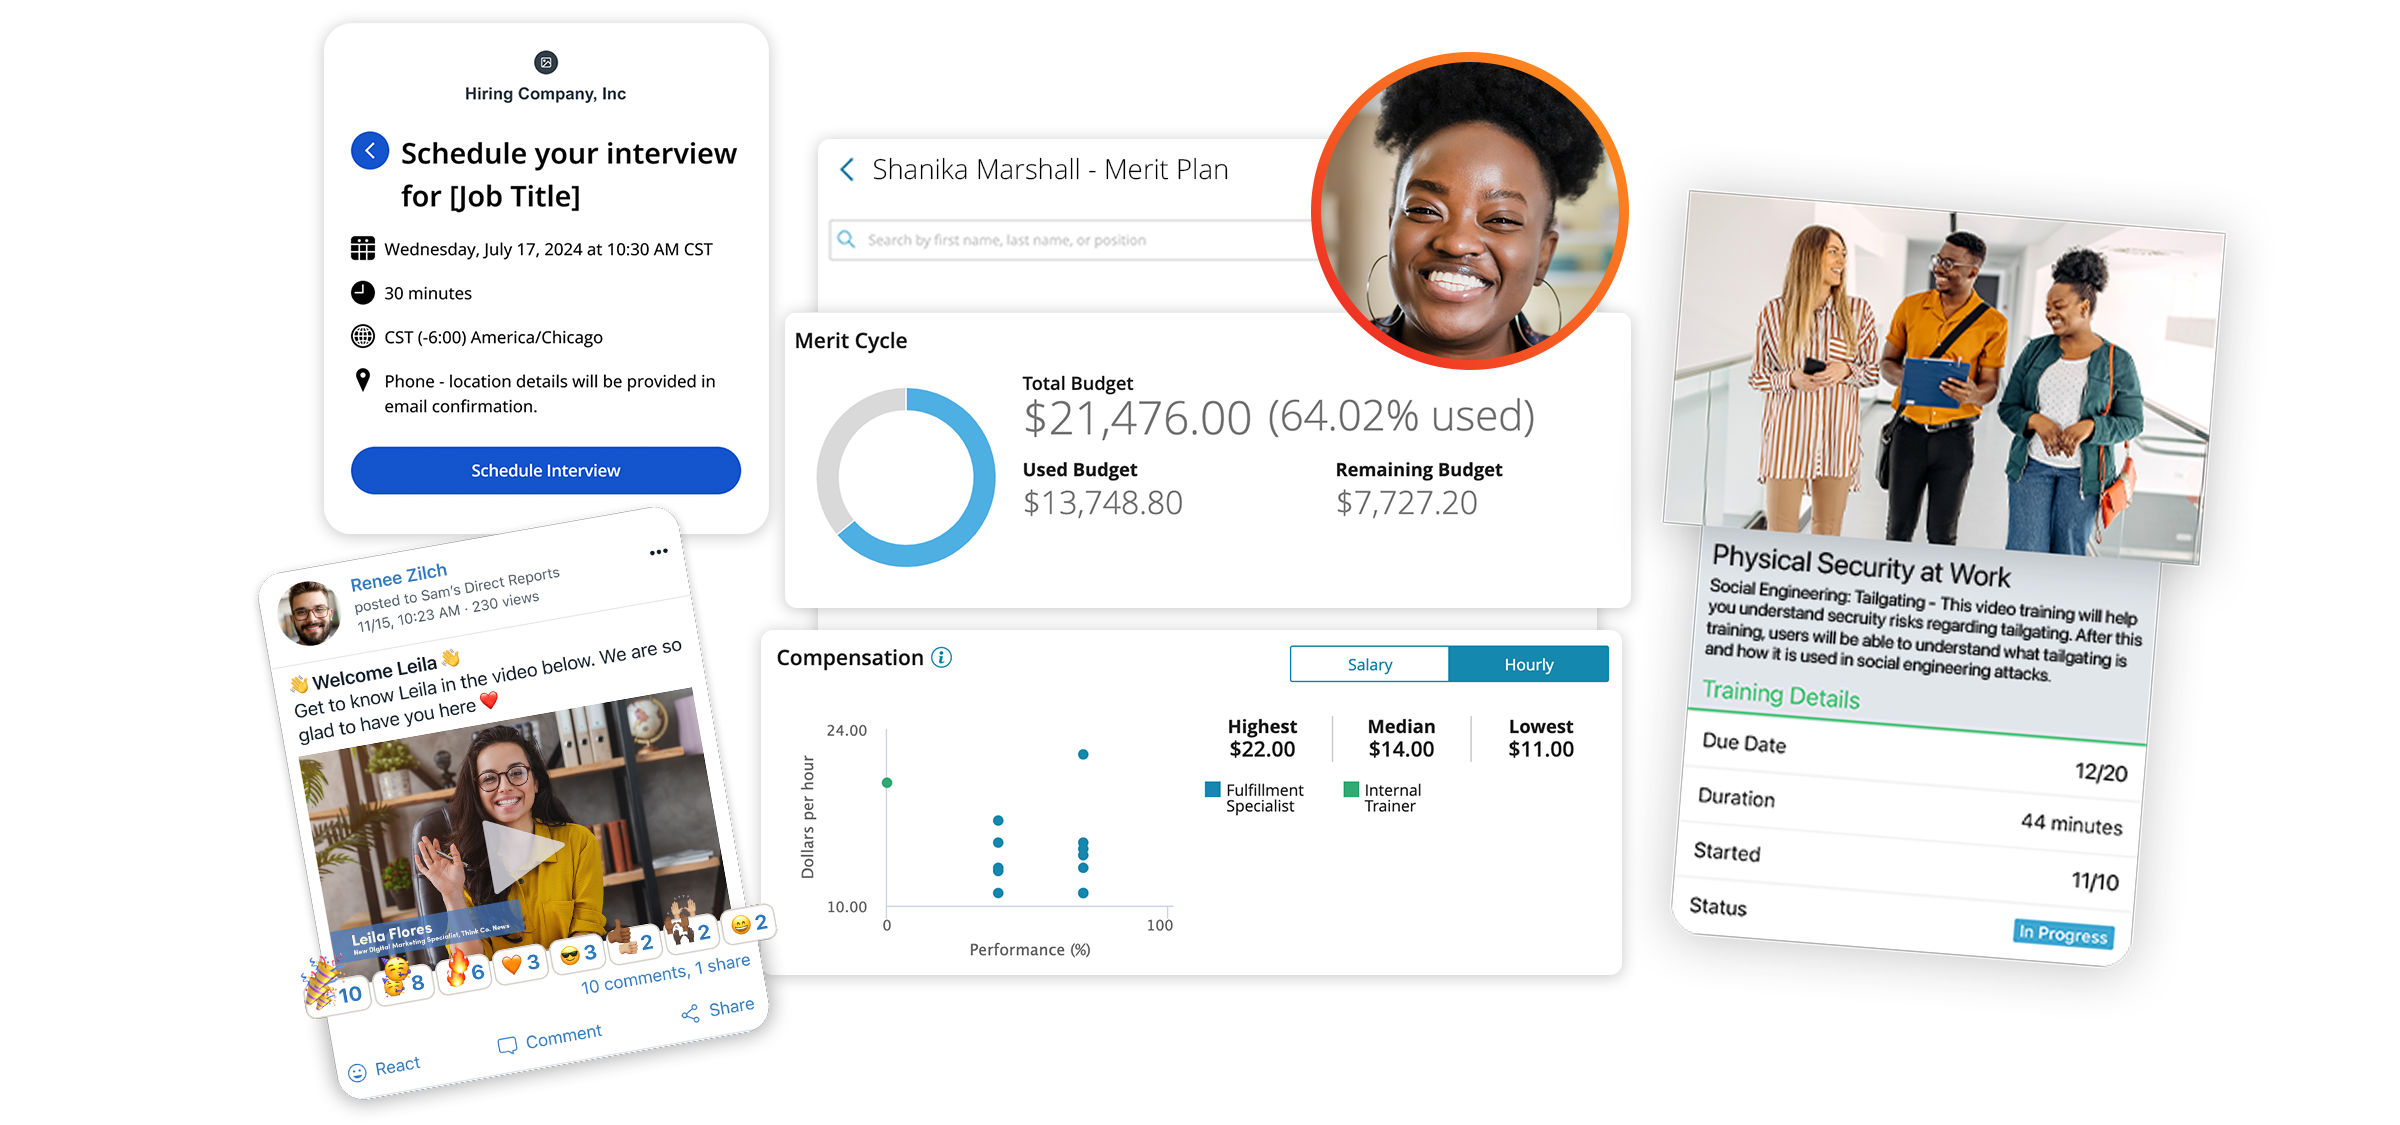 Hiring Company, Inc
Schedule your interview
for [Job Title]
Wednesday, July 17, 2024 at 10:30 AM CST
30 minutes
CST (-6:00) America/Chicago
Phone - location details will be provided in
email confirmation.
Schedule Interview
Renee Zilch
posted to Sam's Direct Reports
11/15, 10:23 AM · 230 views
👋 Welcome Leila 👋
Get to know Leila in the video below. We are so
glad to have you here ❤️
Leila Flores
New Digital Marketing Specialist, Think Co. News
10
8
6
3
3
2
2
2
10 comments, 1 share
React
Comment
Share
Shanika Marshall - Merit Plan
Search by first name, last name, or position
Merit Cycle
Total Budget
$21,476.00 (64.02% used)
Used Budget
$13,748.80
Remaining Budget
$7,727.20
Compensation
Salary
Hourly
24.00
10.00
Dollars per hour
0
100
Performance (%)
Highest
$22.00
Median
$14.00
Lowest
$11.00
Fulfillment
Specialist
Internal
Trainer
Physical Security at Work
Social Engineering: Tailgating - This video training will help
you understand secruity risks regarding tailgating. After this
training, users will be able to understand what tailgating is
and how it is used in social engineering attacks.
Training Details
Due Date
12/20
Duration
44 minutes
Started
11/10
Status
In Progress